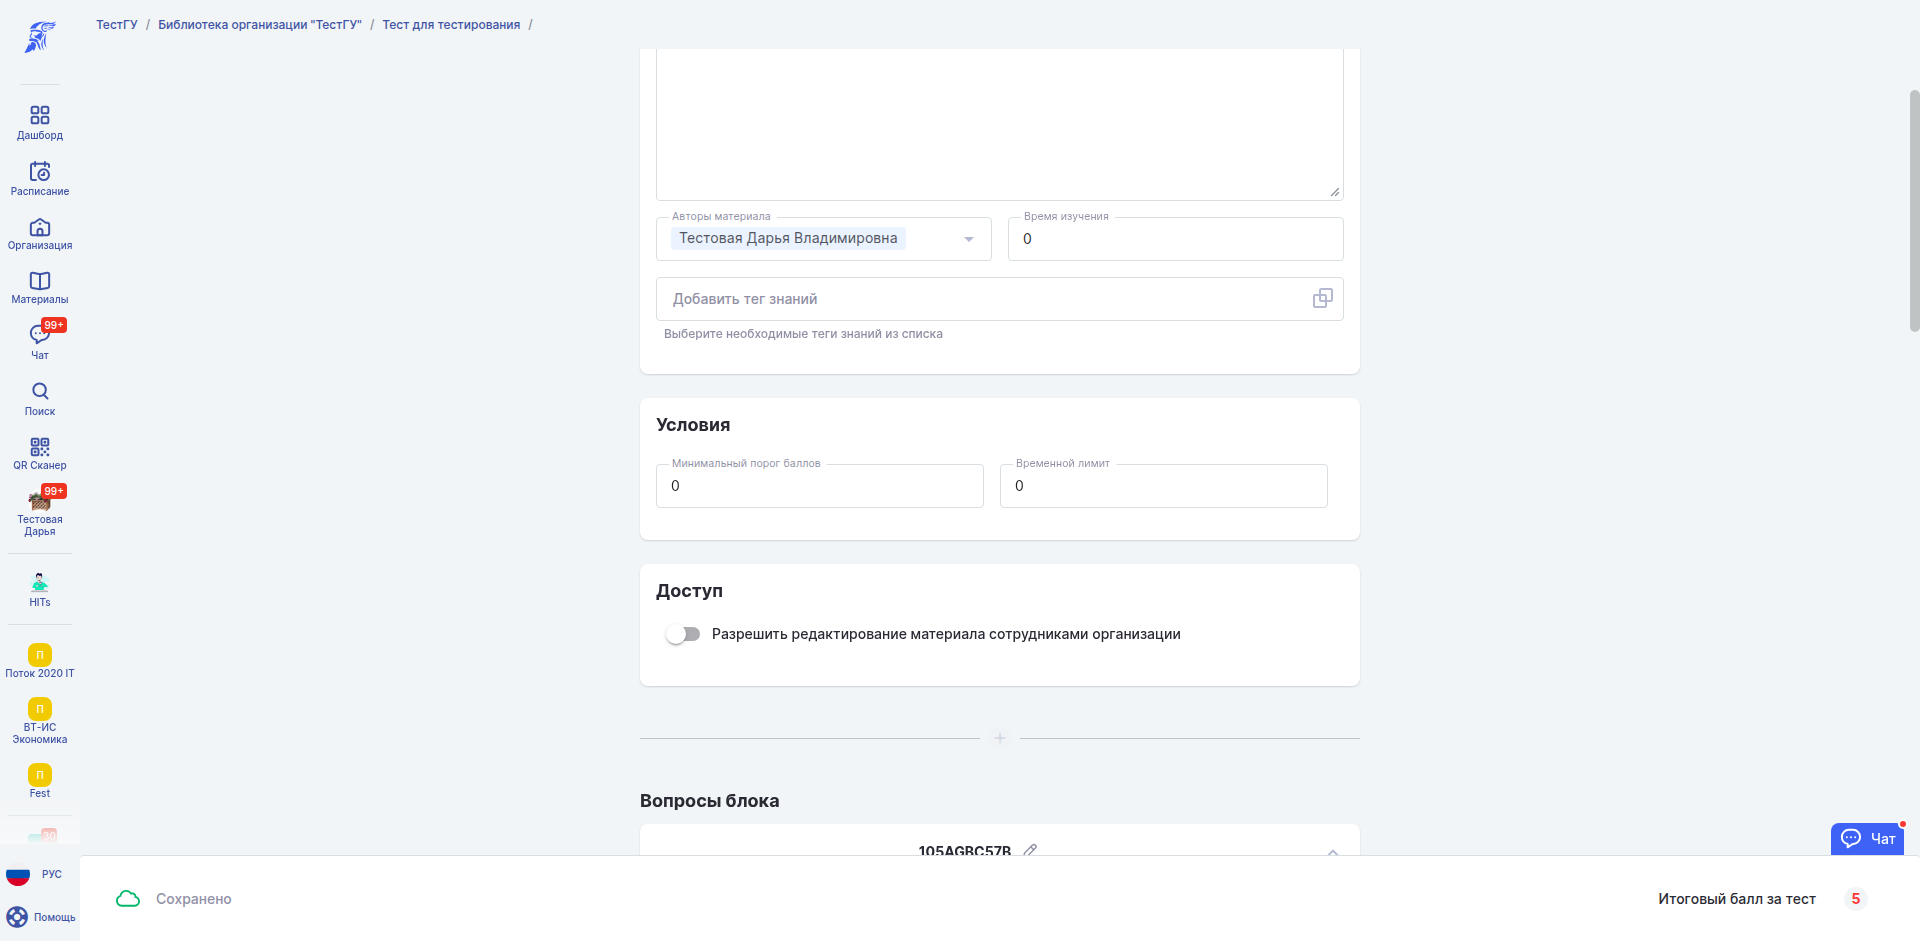 ТестГУ / Библиотека организации "ТестГУ" / Тест для тестирования /
Дашборд
Расписание
Организация
Материалы
99+
Чат
Поиск
QR Сканер
99+
Тестовая
Дарья
HITs
П
Поток 2020 IT
П
ВТ-ИС
Экономика
П
Fest
30
РУС
Помощь
Авторы материала
Тестовая Дарья Владимировна
Время изучения
0
Добавить тег знаний
Выберите необходимые теги знаний из списка
Условия
Минимальный порог баллов
0
Временной лимит
0
Доступ
Разрешить редактирование материала сотрудниками организации
Вопросы блока
105AGBC57B
Чат
Сохранено
Итоговый балл за тест 5